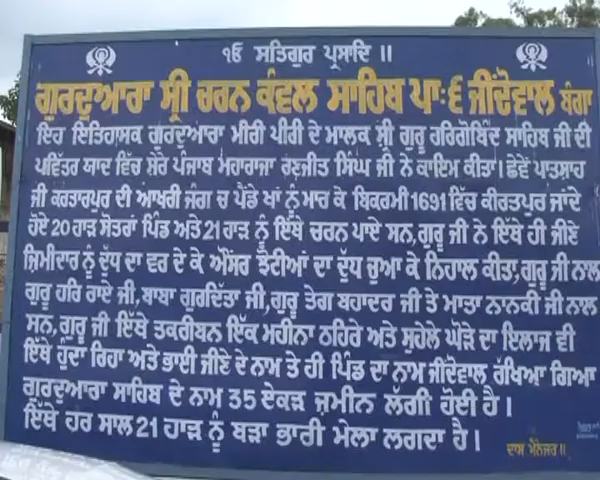 ੴ ਸਤਿਗੁਰ ਪ੍ਰਸਾਦਿ ॥
ਗੁਰਦੁਆਰਾ ਸ੍ਰੀ ਚਰਨ ਕੰਵਲ ਸਾਹਿਬ ਪਾ:੬ ਜੀਂਦੋਵਾਲ ਬੰਗਾ
ਇਹ ਇਤਿਹਾਸਕ ਗੁਰਦੁਆਰਾ ਮੀਰੀ ਪੀਰੀ ਦੇ ਮਾਲਕ ਸ਼੍ਰੀ ਗੁਰੂ ਹਰਿਗੋਬਿੰਦ ਸਾਹਿਬ ਜੀ ਦੀ
ਪਵਿੱਤਰ ਯਾਦ ਵਿੱਚ ਸ਼ੇਰੇ ਪੰਜਾਬ ਮਹਾਰਾਜਾ ਰਣਜੀਤ ਸਿੰਘ ਜੀ ਨੇ ਕਾਇਮ ਕੀਤਾ। ਛੇਵੇਂ ਪਾਤਸ਼ਾਹ
ਜੀ ਕਰਤਾਰਪੁਰ ਦੀ ਆਖਰੀ ਜੰਗ ਚ ਪੈਂਦੇ ਖਾਂ ਨੂੰ ਮਾਰ ਕੇ ਬਿਕਰਮੀ 1691 ਵਿੱਚ ਕੀਰਤਪੁਰ ਜਾਂਦੇ
ਹੋਏ 20 ਹਾੜ ਸੋਤਰਾਂ ਪਿੰਡ ਅਤੇ 21 ਹਾੜ ਨੂੰ ਇੱਥੇ ਚਰਨ ਪਾਏ ਸਨ, ਗੁਰੂ ਜੀ ਨੇ ਇੱਥੇ ਹੀ ਜੀਂਣੇ
ਜ਼ਿਮੀਦਾਰ ਨੂੰ ਦੁੱਧ ਦਾ ਵਰ ਦੇ ਕੇ ਔਸਰ ਝੋਟੀਆਂ ਦਾ ਦੁੱਧ ਚੁਆ ਕੇ ਨਿਹਾਲ ਕੀਤਾ, ਗੁਰੂ ਜੀ ਨਾਲ
ਗੁਰੂ ਹਰਿ ਰਾਏ ਜੀ, ਬਾਬਾ ਗੁਰਦਿੱਤਾ ਜੀ, ਗੁਰੂ ਤੇਗ ਬਹਾਦਰ ਜੀ ਤੇ ਮਾਤਾ ਨਾਨਕੀ ਜੀ ਨਾਲ
ਸਨ, ਗੁਰੂ ਜੀ ਇੱਥੇ ਤਕਰੀਬਨ ਇੱਕ ਮਹੀਨਾ ਠਹਿਰੇ ਅਤੇ ਸੁਹੇਲੇ ਘੋੜੇ ਦਾ ਇਲਾਜ ਵੀ
ਇੱਥੇ ਹੁੰਦਾ ਰਿਹਾ ਅਤੇ ਭਾਈ ਜੀਣੇ ਦੇ ਨਾਮ ਤੇ ਹੀ ਪਿੰਡ ਦਾ ਨਾਮ ਜੀਂਦੋਵਾਲ ਰੱਖਿਆ ਗਿਆ
ਗੁਰਦੁਆਰਾ ਸਾਹਿਬ ਦੇ ਨਾਮ 35 ਏਕੜ ਜ਼ਮੀਨ ਲੱਗੀ ਹੋਈ ਹੈ।
ਇੱਥੇ ਹਰ ਸਾਲ 21 ਹਾੜ ਨੂੰ ਬੜਾ ਭਾਰੀ ਮੇਲਾ ਲਗਦਾ ਹੈ।
ਦਾਸ ਮੈਨੇਜਰ॥